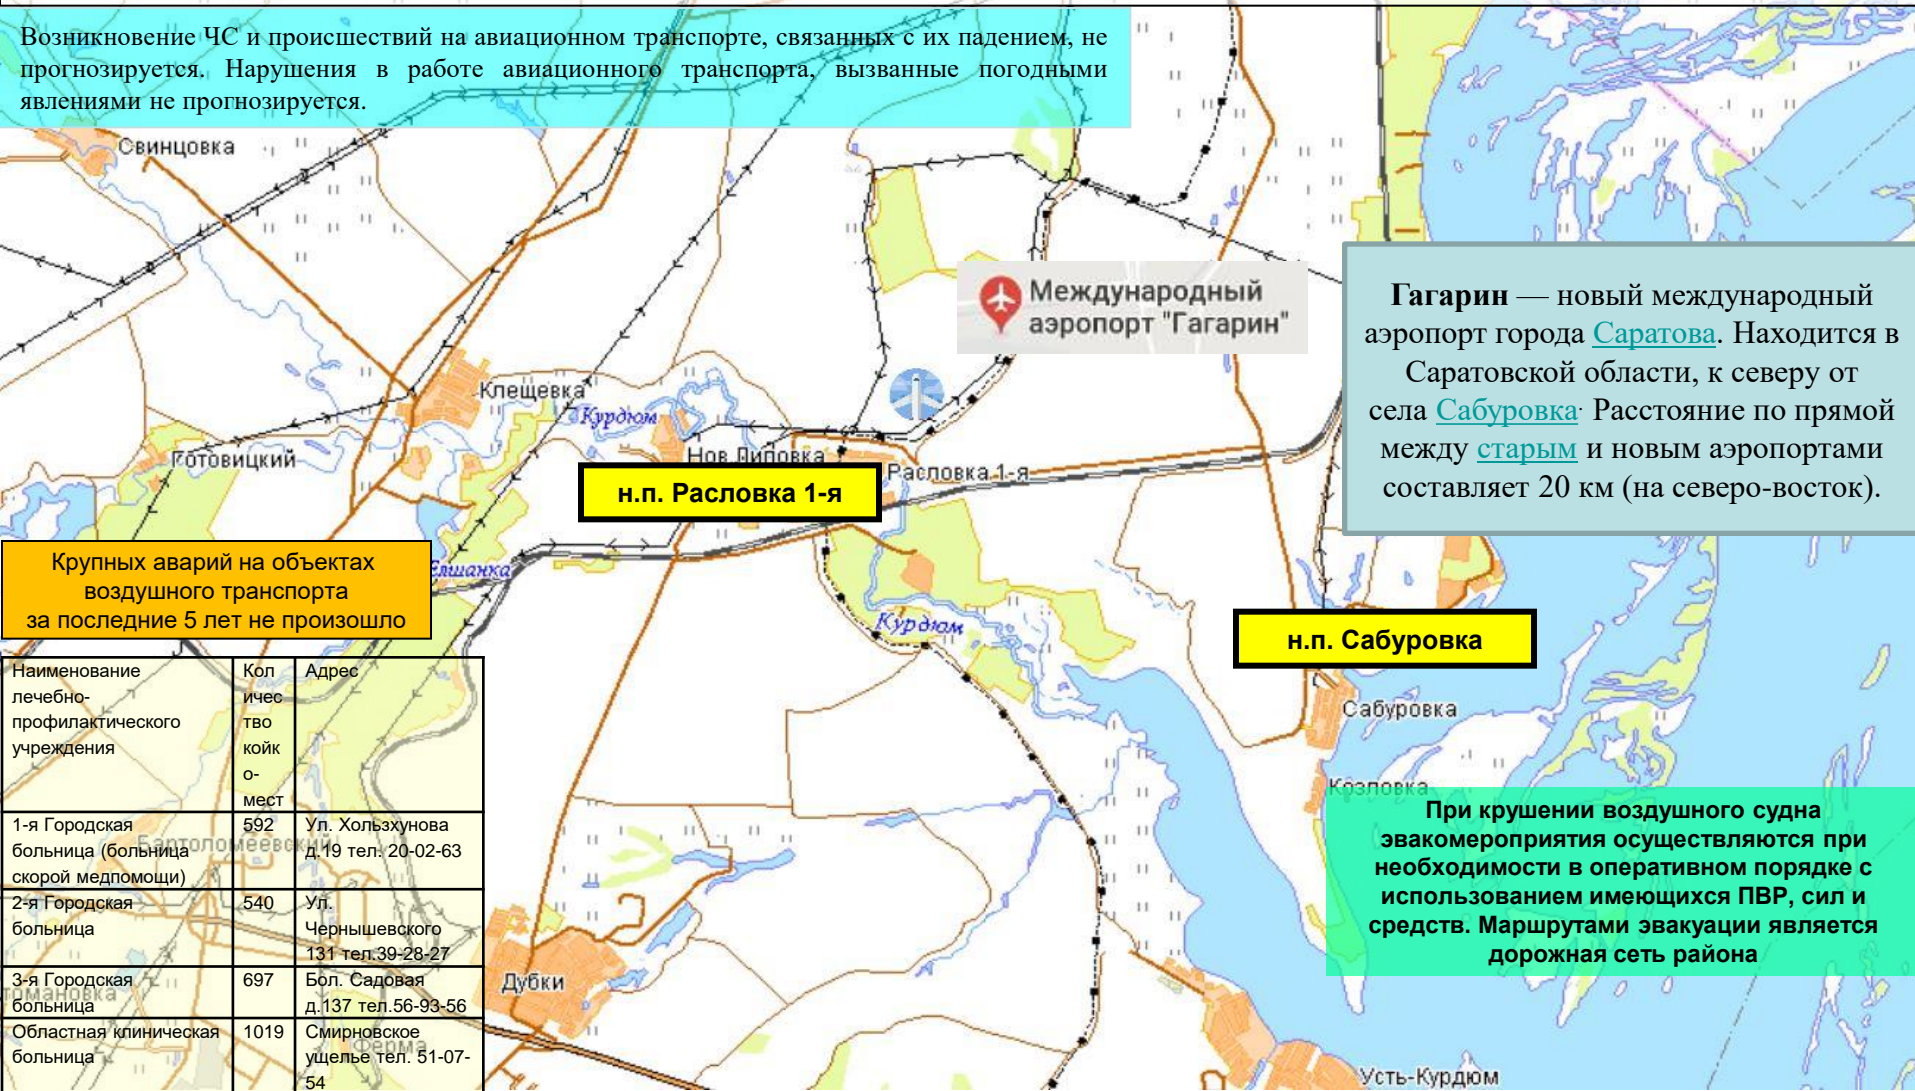 Возникновение ЧС и происшествий на авиационном транспорте, связанных с их падением, не
прогнозируется. Нарушения в работе авиационного транспорта, вызванные погодными
явлениями не прогнозируется.
Свинцовка
Международный
аэропорт "Гагарин"
Гагарин — новый международный
аэропорт города Саратова. Находится в
Саратовской области, к северу от
села Сабуровка. Расстояние по прямой
между старым и новым аэропортами
составляет 20 км (на северо-восток).
Клещевка
Курдюм
Готовицкий
Нов.Липовка
Расловка 1-я
н.п. Расловка 1-я
Елшанка
Крупных аварий на объектах
воздушного транспорта
за последние 5 лет не произошло
Курдюм
н.п. Сабуровка
Сабуровка
Козловка
При крушении воздушного судна
эвакомероприятия осуществляются при
необходимости в оперативном порядке с
использованием имеющихся ПВР, сил и
средств. Маршрутами эвакуации является
дорожная сеть района
Наименование
лечебно-
профилактического
учреждения
Кол
ичес
тво
койк
о-
мест
Адрес
1-я Городская
больница (больница
скорой медпомощи)
592
Ул. Хользхунова
д.19 тел. 20-02-63
2-я Городская
больница
540
Ул.
Чернышевского
131 тел.39-28-27
3-я Городская
больница
697
Бол. Садовая
д.137 тел.56-93-56
Областная клиническая
больница
1019
Смирновское
ущелье тел. 51-07-
54
Бартоломеевский
Ферма
Дубки
Усть-Курдюм